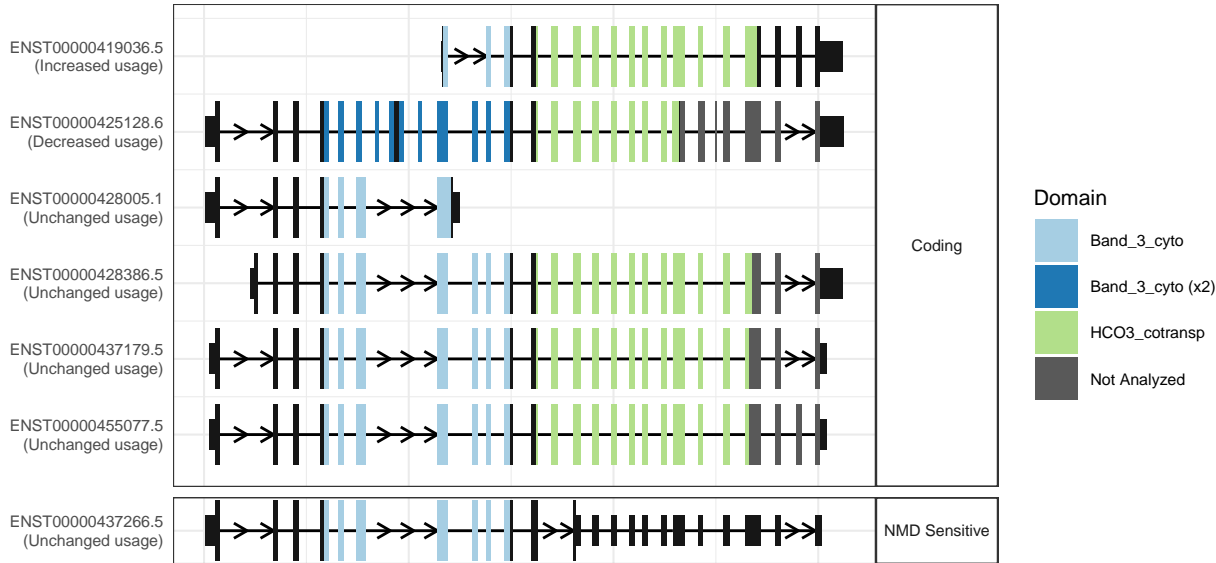 ENST00000419036.5
(Increased usage)
ENST00000425128.6
(Decreased usage)
ENST00000428005.1
(Unchanged usage)
ENST00000428386.5
(Unchanged usage)
ENST00000437179.5
(Unchanged usage)
ENST00000455077.5
(Unchanged usage)
Coding
ENST00000437266.5
(Unchanged usage)
NMD Sensitive
Domain
Band_3_cyto
Band_3_cyto (x2)
HCO3_cotransp
Not Analyzed